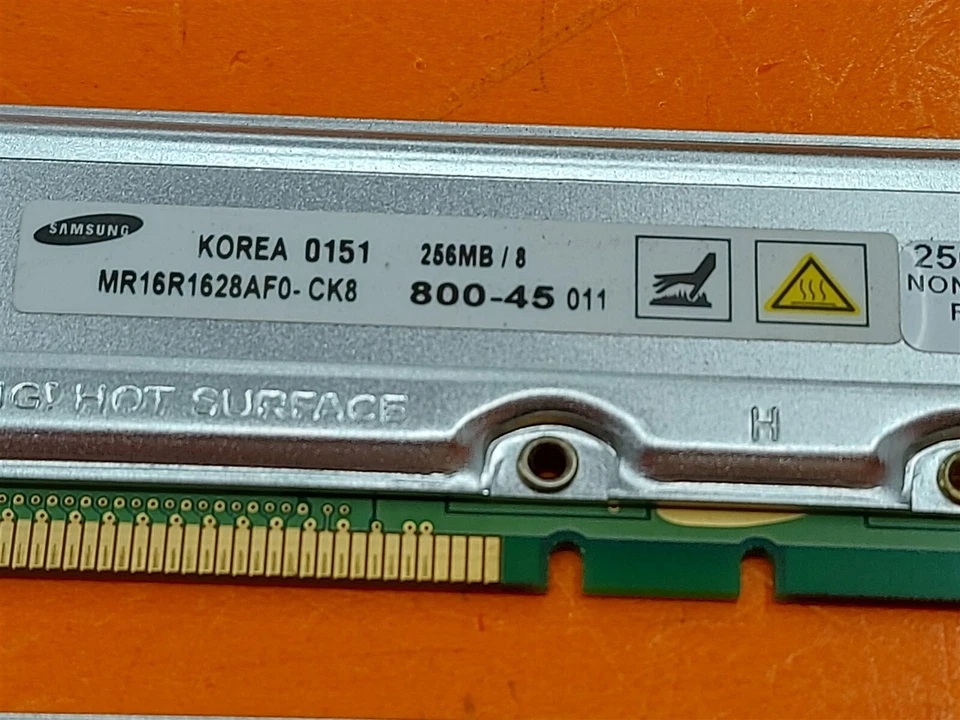 SAMSUNG
KOREA 0151 256MB / 8
MR16R1628AF0-CK8 800-45 011
HOT SURFACE
H